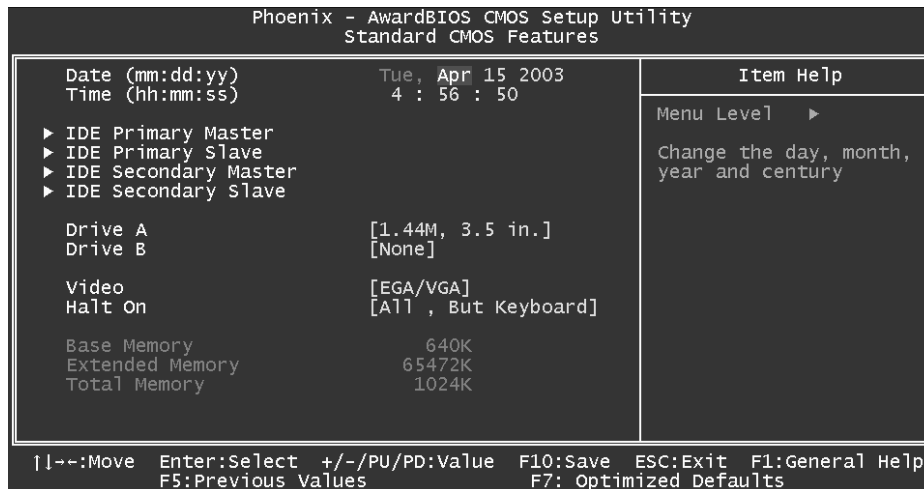 Phoenix - AwardBIOS CMOS Setup Utility
Standard CMOS Features
Date (mm:dd:yy) Tue, Apr 15 2003
Time (hh:mm:ss) 4 : 56 : 50
▶ IDE Primary Master
▶ IDE Primary Slave
▶ IDE Secondary Master
▶ IDE Secondary Slave
Drive A [1.44M, 3.5 in.]
Drive B [None]
Video [EGA/VGA]
Halt On [All , But Keyboard]
Base Memory 640K
Extended Memory 65472K
Total Memory 1024K
Item Help
Menu Level ▶
Change the day, month,
year and century
↑↓→←:Move Enter:Select +/-/PU/PD:Value F10:Save ESC:Exit F1:General Help
F5:Previous Values F7: Optimized Defaults